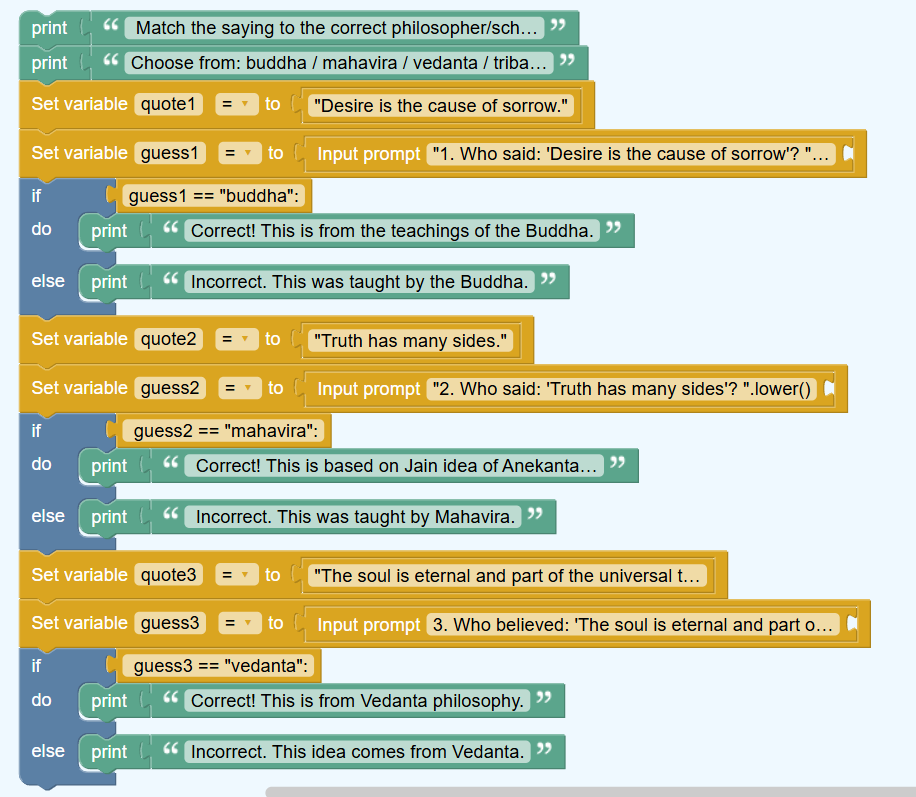 print “ Match the saying to the correct philosopher/sch... ”
print “ Choose from: buddha / mahavira / vedanta / triba... ”
Set variable quote1 = to "Desire is the cause of sorrow."
Set variable guess1 = to Input prompt "1. Who said: 'Desire is the cause of sorrow'? "...
if guess1 == "buddha":
do print “ Correct! This is from the teachings of the Buddha. ”
else print “ Incorrect. This was taught by the Buddha. ”
Set variable quote2 = to "Truth has many sides."
Set variable guess2 = to Input prompt "2. Who said: 'Truth has many sides'? ".lower()
if guess2 == "mahavira":
do print “ Correct! This is based on Jain idea of Anekanta... ”
else print “ Incorrect. This was taught by Mahavira. ”
Set variable quote3 = to "The soul is eternal and part of the universal t...
Set variable guess3 = to Input prompt 3. Who believed: 'The soul is eternal and part o...
if guess3 == "vedanta":
do print “ Correct! This is from Vedanta philosophy. ”
else print “ Incorrect. This idea comes from Vedanta. ”